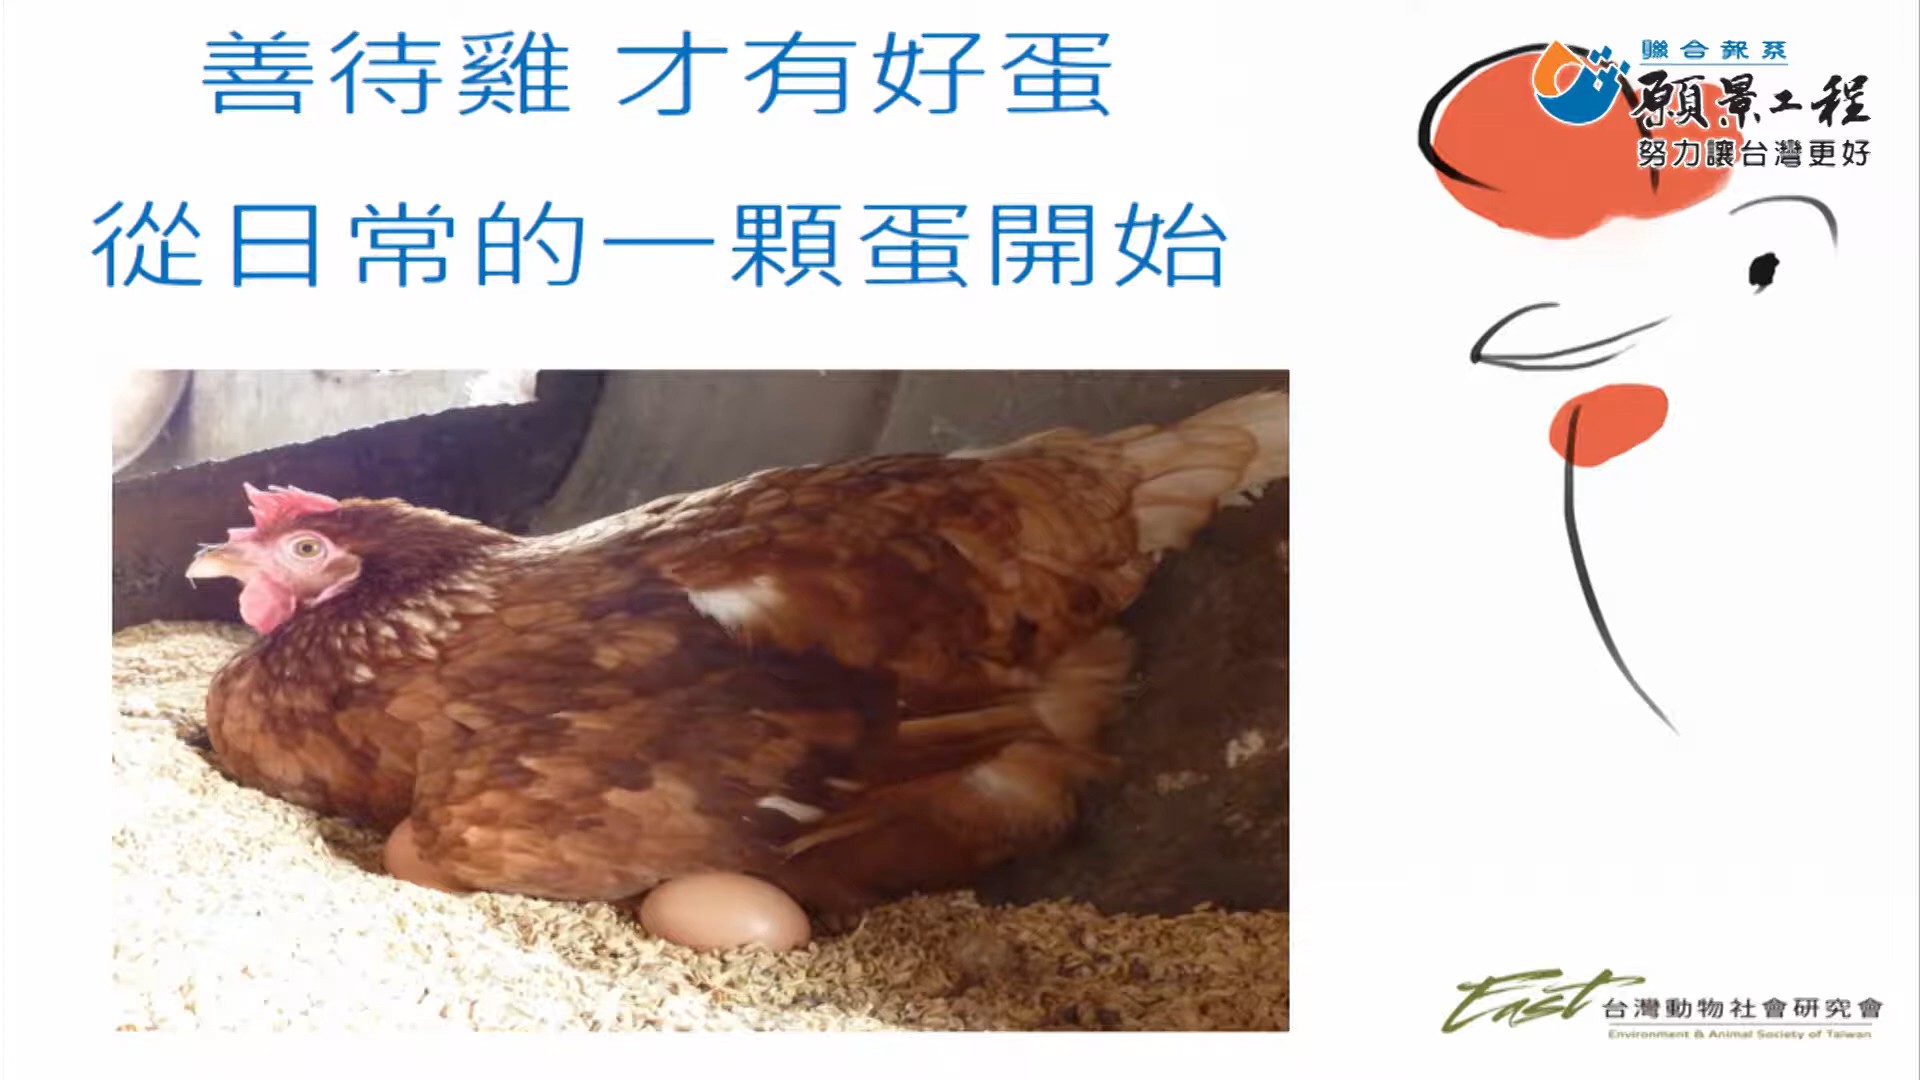 善待雞 才有好蛋
從日常的一顆蛋開始
聯合報系
願景工程
努力讓台灣更好
East 台灣動物社會研究會
Environment & Animal Society of Taiwan